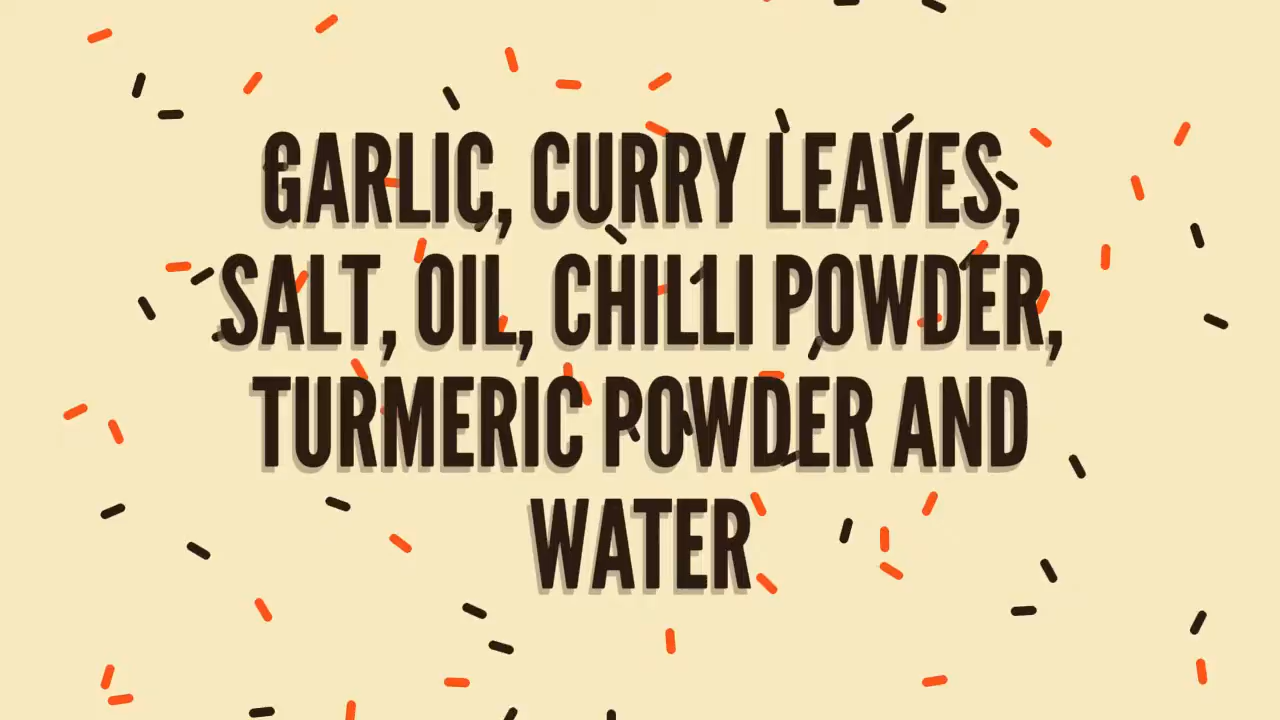 GARLIC, CURRY LEAVES,
SALT, OIL, CHILLI POWDER,
TURMERIC POWDER AND
WATER